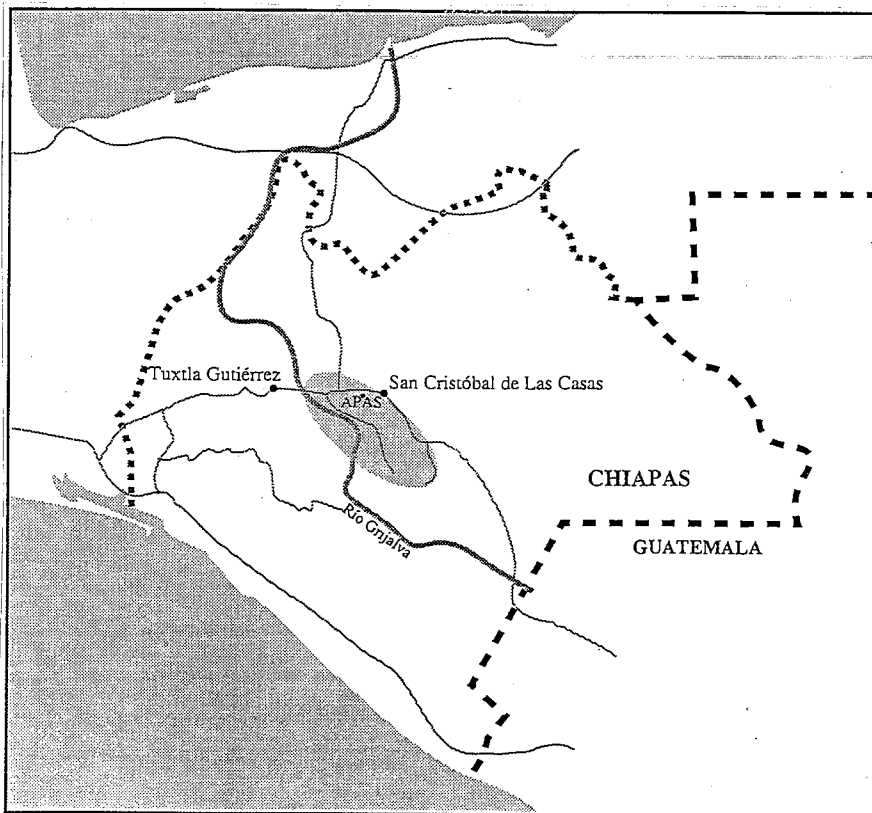 Tuxtla Gutiérrez
San Cristóbal de Las Casas
APAS
CHIAPAS
Río Grijalva
GUATEMALA